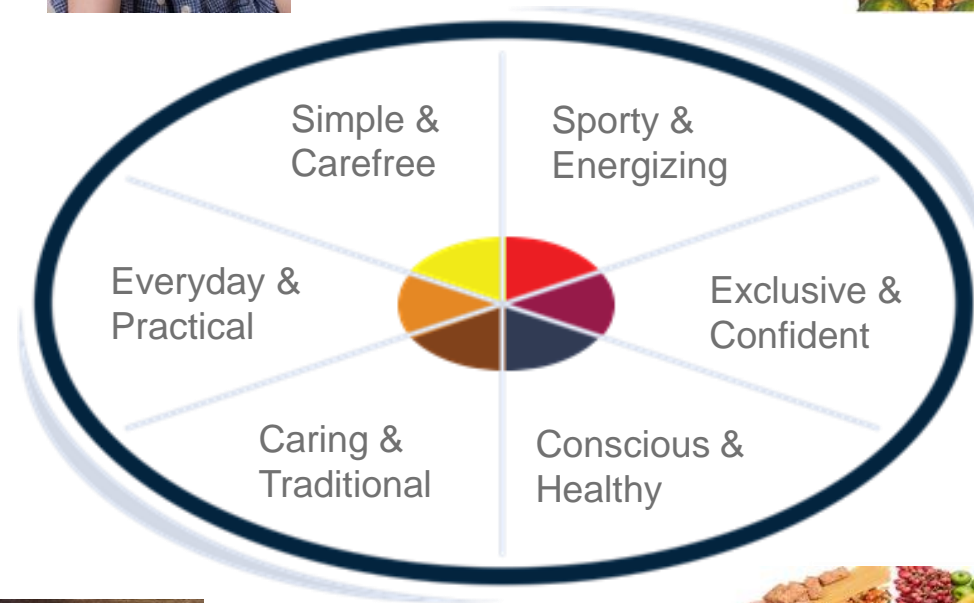 Simple &
Carefree
Sporty &
Energizing
Everyday &
Practical
Exclusive &
Confident
Caring &
Traditional
Conscious &
Healthy